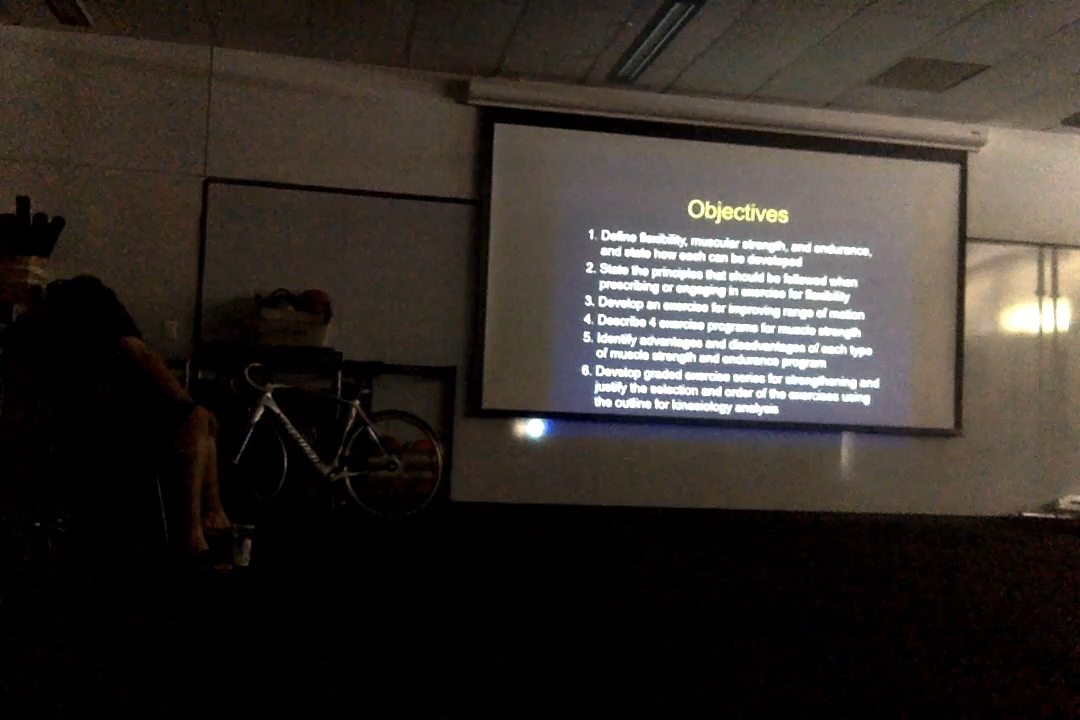 Objectives
1. Define flexibility, muscular strength, and endurance,
and state how each can be developed
2. State the principles that should be followed when
prescribing or engaging in exercise for flexibility
3. Develop an exercise for improving range of motion
4. Describe 4 exercise programs for muscle strength
5. Identify advantages and disadvantages of each type
of muscle strength and endurance program
6. Develop graded exercise series for strengthening and
justify the selection and order of the exercises using
the outline for kinesiology analysis